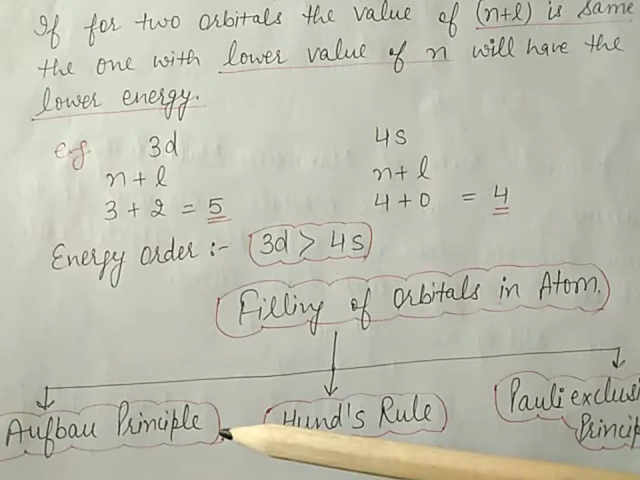 If for two orbitals the value of (n+l) is same
the one with lower value of n will have the
lower energy.
e.g. 3d 4s
n+l n+l
3+2 = 5 4+0 = 4
Energy order :- 3d > 4s
Filling of orbitals in Atom.
Aufbau Principle Hund's Rule Pauli exclusi
Princip